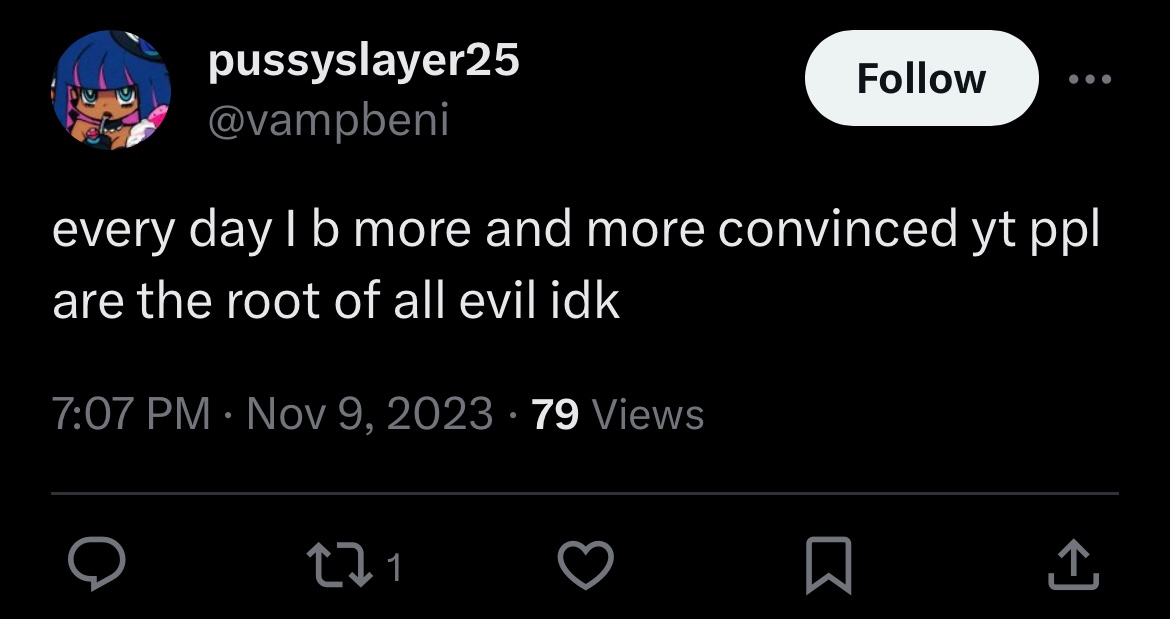 pussyslayer25
@vampbeni
Follow
every day I b more and more convinced yt ppl
are the root of all evil idk
7:07 PM · Nov 9, 2023 · 79 Views
1